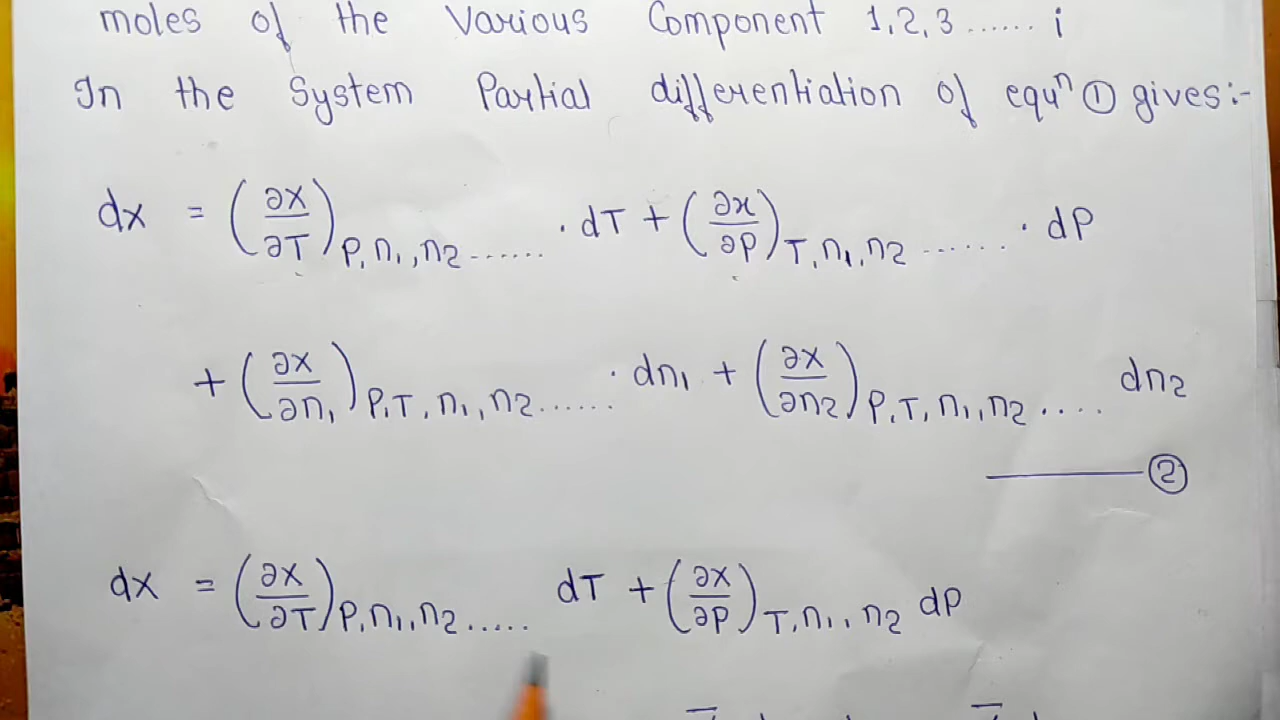 moles of the Various Component 1,2,3 ...... i
In the System Partial differentiation of equⁿ ① gives:-
dx = (∂X/∂T)P,n₁,n₂...... . dT + (∂x/∂P)T,n₁,n₂...... . dP
+ (∂X/∂n₁)P,T,n₁,n₂...... . dn₁ + (∂X/∂n2)P,T,n₁,n₂.... dn₂
②
dx = (∂X/∂T)P,n₁,n₂..... dT + (∂X/∂P)T,n₁,n₂ dP